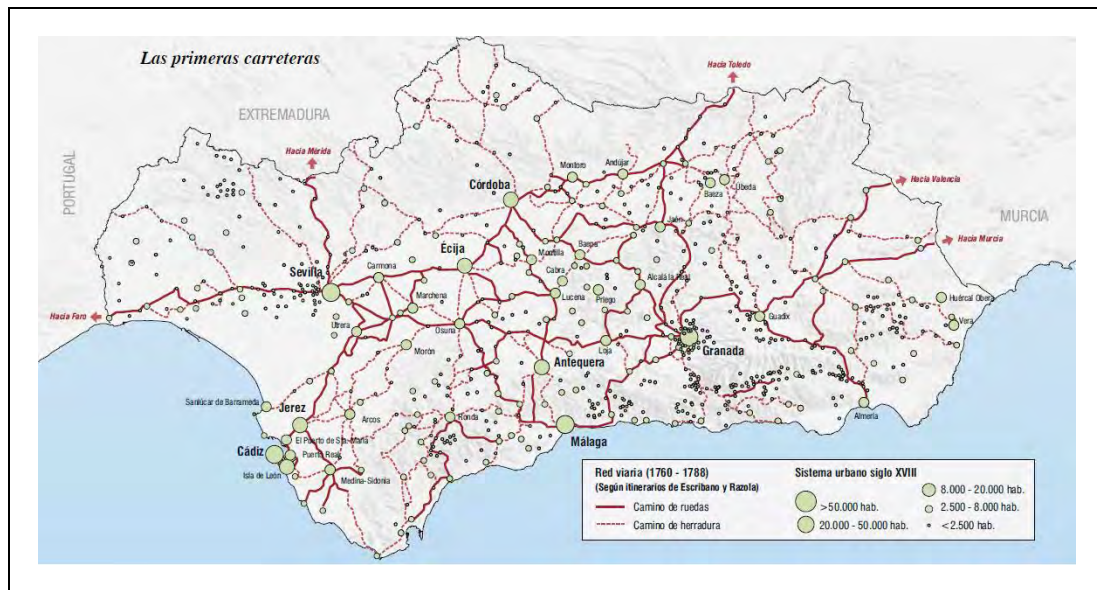 Las primeras carreteras
Hacia Toledo
EXTREMADURA
Hacia Mérida
PORTUGAL
Montoro
Andújar
Córdoba
Baeza
Úbeda
Hacia Valencia
MURCIA
Jaén
Hacia Murcia
Écija
Montilla
Baena
Sevilla
Carmona
Cabra
Alcalá la Real
Marchena
Lucena
Priego
Huércal Overa
Hacia Faro
Utrera
Osuna
Guadix
Vera
Morón
Loja
Granada
Antequera
Sanlúcar de Barrameda
Jerez
Arcos
Ronda
Almería
El Puerto de Sta. María
Málaga
Cádiz
Puerto Real
Isla de León
Medina-Sidonia
Red viaria (1760 - 1788)
(Según itinerarios de Escribano y Razola)
Camino de ruedas
Camino de herradura
Sistema urbano siglo XVIII
>50.000 hab.
20.000 - 50.000 hab.
8.000 - 20.000 hab.
2.500 - 8.000 hab.
<2.500 hab.